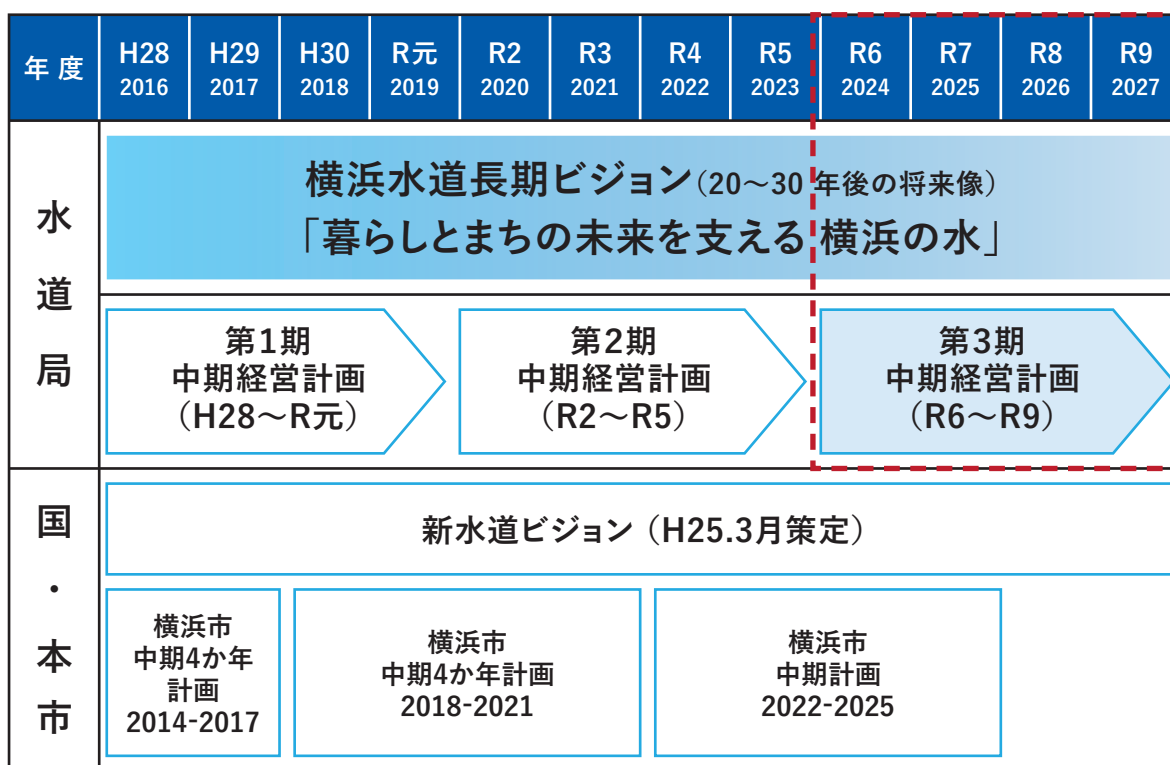 年度 H28 H29 H30 R元 R2 R3 R4 R5 R6 R7 R8 R9
2016 2017 2018 2019 2020 2021 2022 2023 2024 2025 2026 2027
水道局
横浜水道長期ビジョン(20～30年後の将来像)
「暮らしとまちの未来を支える横浜の水」
第1期
中期経営計画
(H28～R元)
第2期
中期経営計画
(R2～R5)
第3期
中期経営計画
(R6～R9)
国・本市
新水道ビジョン(H25.3月策定)
横浜市
中期4か年
計画
2014-2017
横浜市
中期4か年計画
2018-2021
横浜市
中期計画
2022-2025